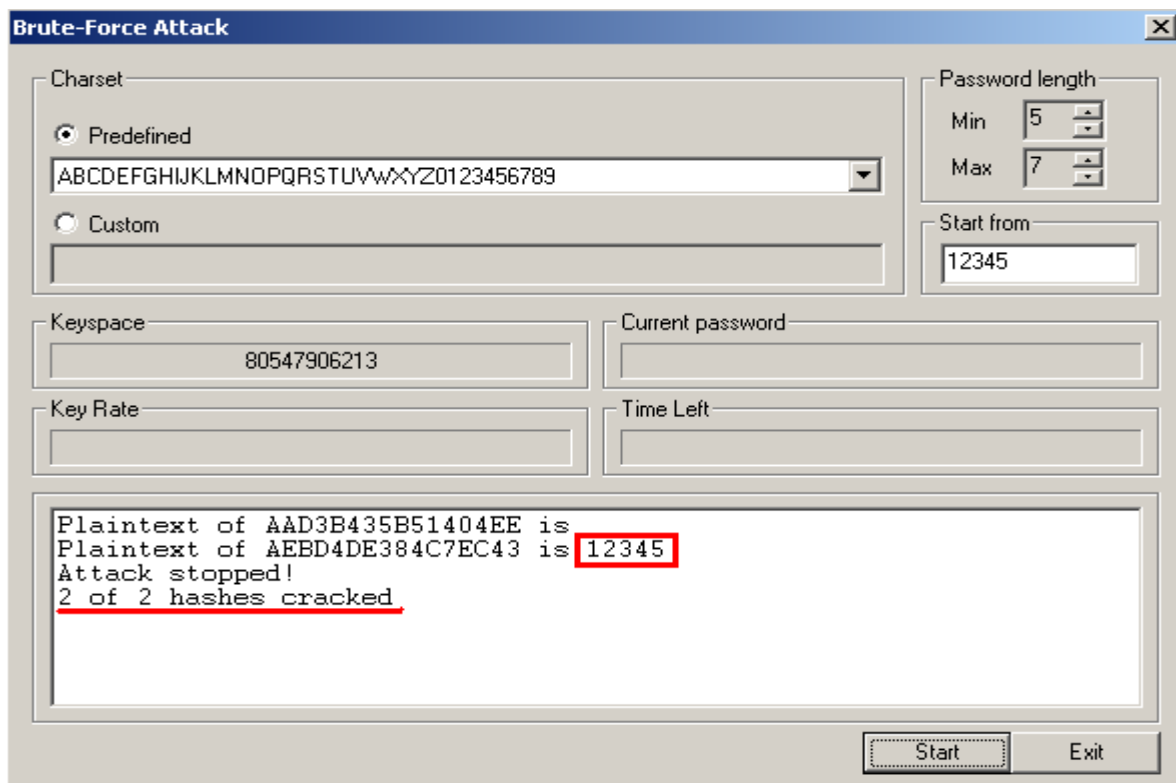 Brute-Force Attack
Charset
Predefined
ABCDEFGHIJKLMNOPQRSTUVWXYZ0123456789
Custom
Password length
Min 5
Max 7
Start from
12345
Keyspace
80547906213
Current password
Key Rate
Time Left
Plaintext of AAD3B435B51404EE is
Plaintext of AEBD4DE384C7EC43 is 12345
Attack stopped!
2 of 2 hashes cracked
Start
Exit